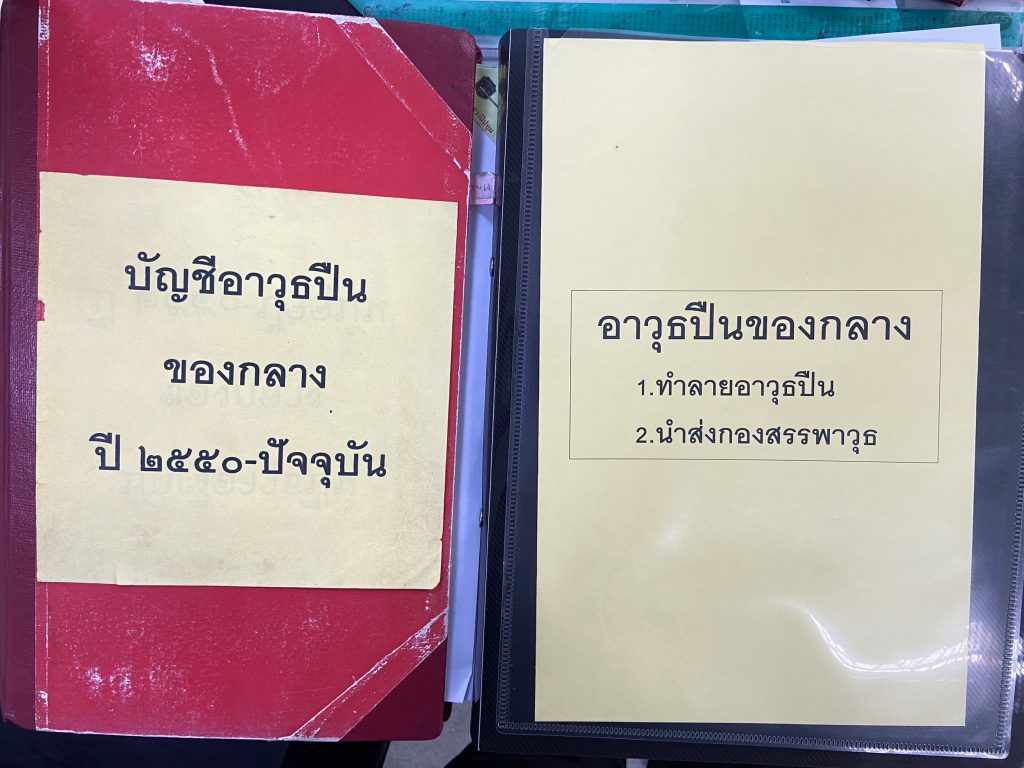 บัญชีอาวุธปืน
ของกลาง
ปี ๒๕๕๐-ปัจจุบัน
อาวุธปืนของกลาง
1.ทำลายอาวุธปืน
2.นำส่งกองสรรพาวุธ